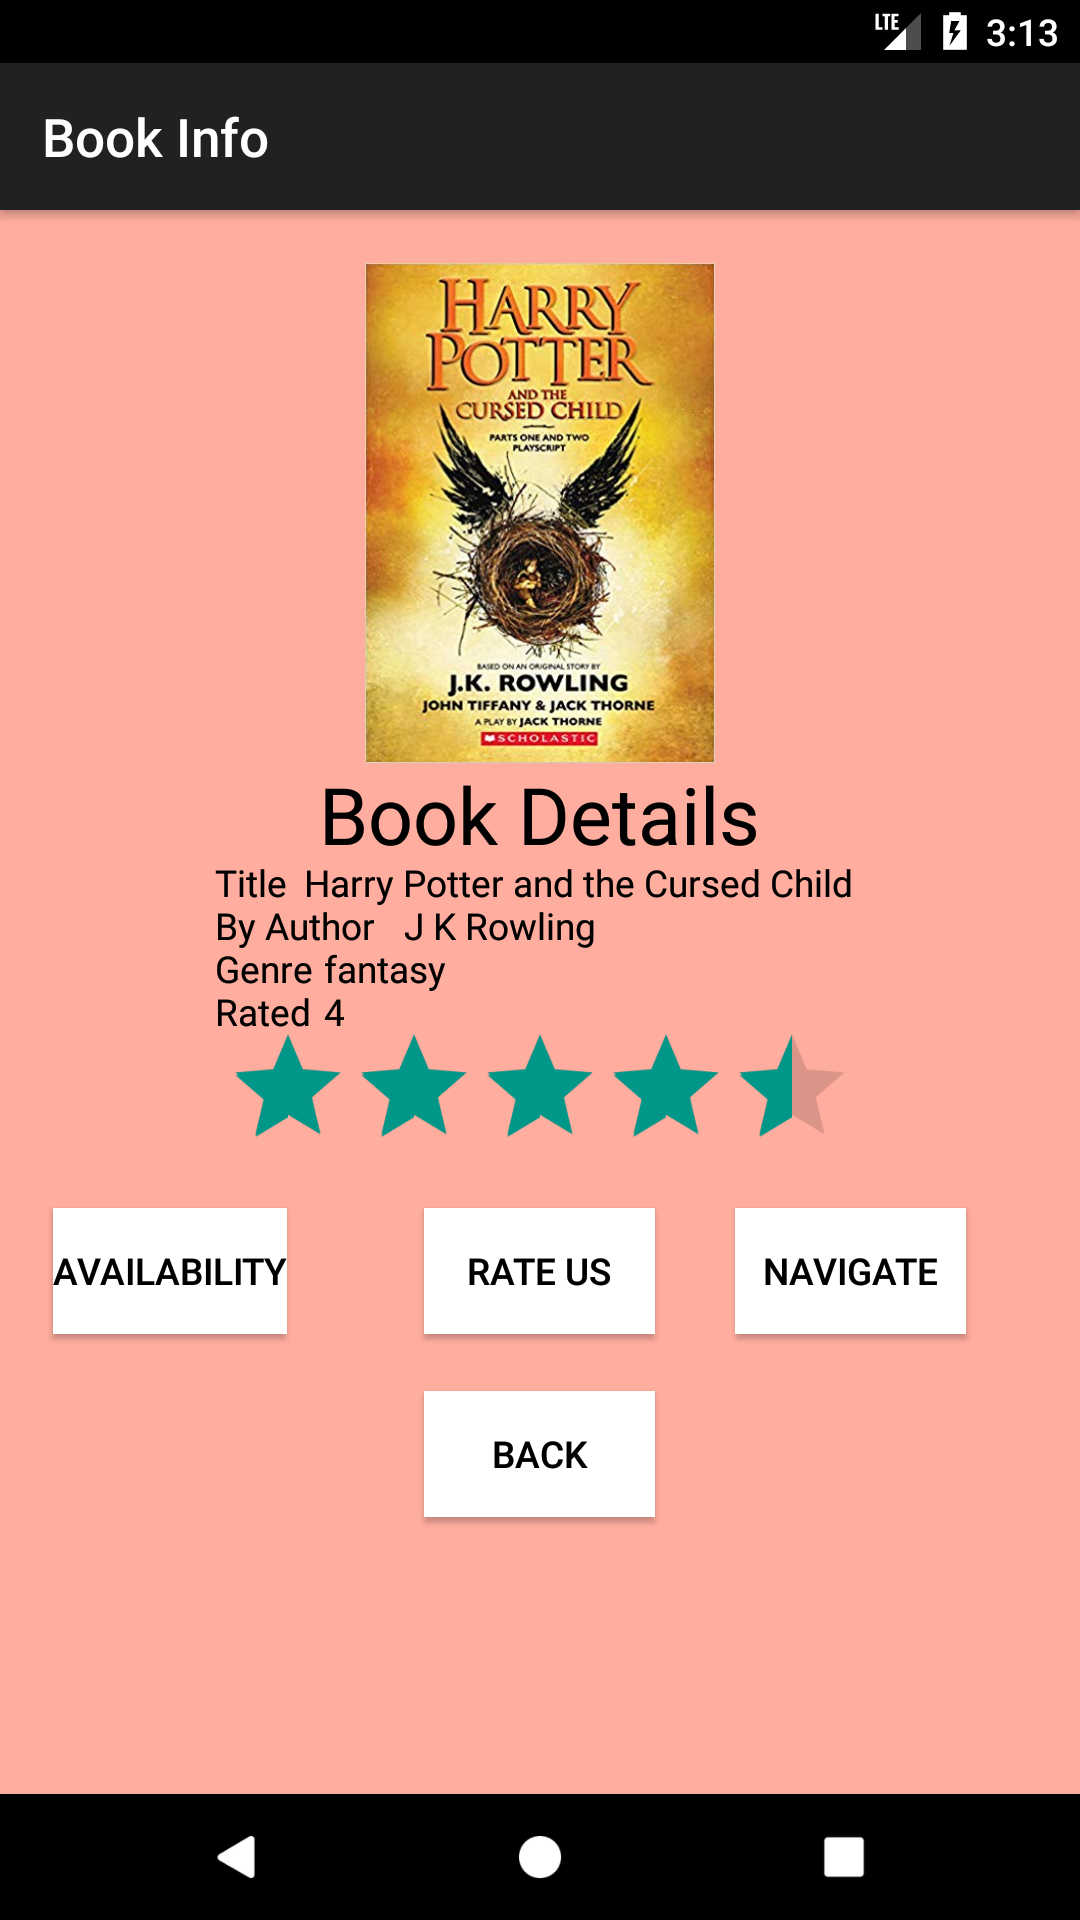 LTE 3:13
Book Info
HARRY
POTTER
AND THE
CURSED CHILD
PARTS ONE AND TWO
PLAYSCRIPT
BASED ON AN ORIGINAL STORY BY
J.K. ROWLING
JOHN TIFFANY & JACK THORNE
A PLAY BY JACK THORNE
SCHOLASTIC
Book Details
Title Harry Potter and the Cursed Child
By Author J K Rowling
Genre fantasy
Rated 4
AVAILABILITY RATE US NAVIGATE
BACK